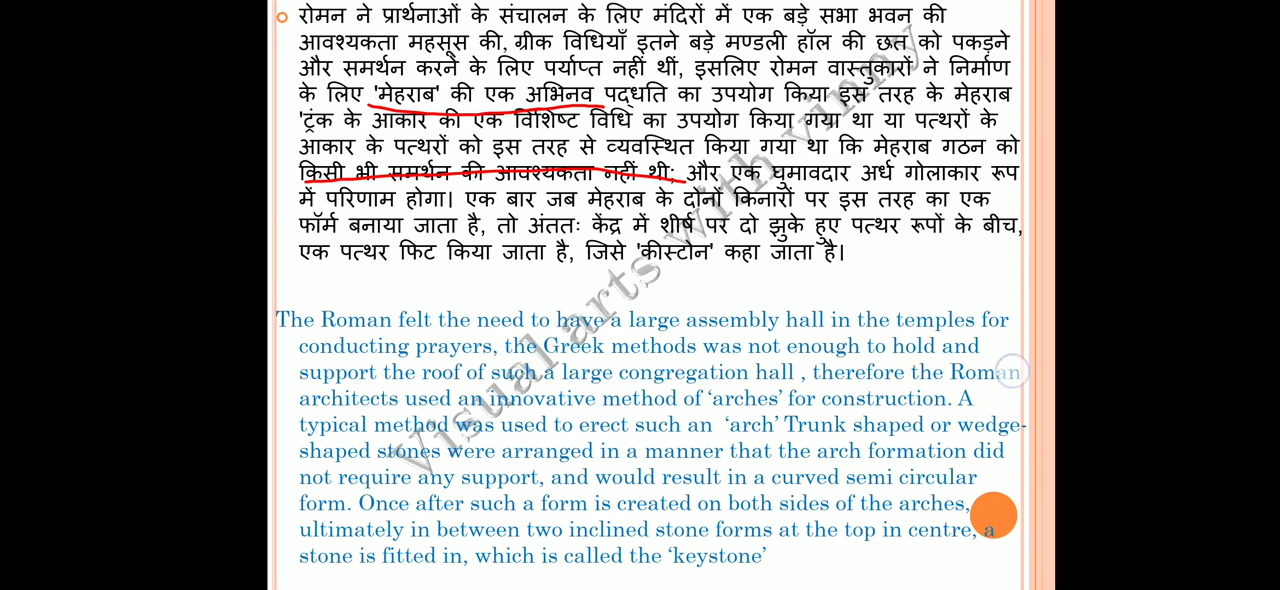 रोमन ने प्रार्थनाओं के संचालन के लिए मंदिरों में एक बड़े सभा भवन की
आवश्यकता महसूस की, ग्रीक विधियाँ इतने बड़े मण्डली हॉल की छत को पकड़ने
और समर्थन करने के लिए पर्याप्त नहीं थीं, इसलिए रोमन वास्तुकारों ने निर्माण
के लिए 'मेहराब' की एक अभिनव पद्धति का उपयोग किया इस तरह के मेहराब
'ट्रंक के आकार की एक विशिष्ट विधि का उपयोग किया गया था या पत्थरों के
आकार के पत्थरों को इस तरह से व्यवस्थित किया गया था कि मेहराब गठन को
किसी भी समर्थन की आवश्यकता नहीं थी; और एक घुमावदार अर्ध गोलाकार रूप
में परिणाम होगा। एक बार जब मेहराब के दोनों किनारों पर इस तरह का एक
फॉर्म बनाया जाता है, तो अंततः केंद्र में शीर्ष पर दो झुके हुए पत्थर रूपों के बीच,
एक पत्थर फिट किया जाता है, जिसे 'कीस्टोन' कहा जाता है।
The Roman felt the need to have a large assembly hall in the temples for
conducting prayers, the Greek methods was not enough to hold and
support the roof of such a large congregation hall , therefore the Roman
architects used an innovative method of ‘arches’ for construction. A
typical method was used to erect such an ‘arch’ Trunk shaped or wedge-
shaped stones were arranged in a manner that the arch formation did
not require any support, and would result in a curved semi circular
form. Once after such a form is created on both sides of the arches,
ultimately in between two inclined stone forms at the top in centre, a
stone is fitted in, which is called the ‘keystone’
Visual arts with vinny